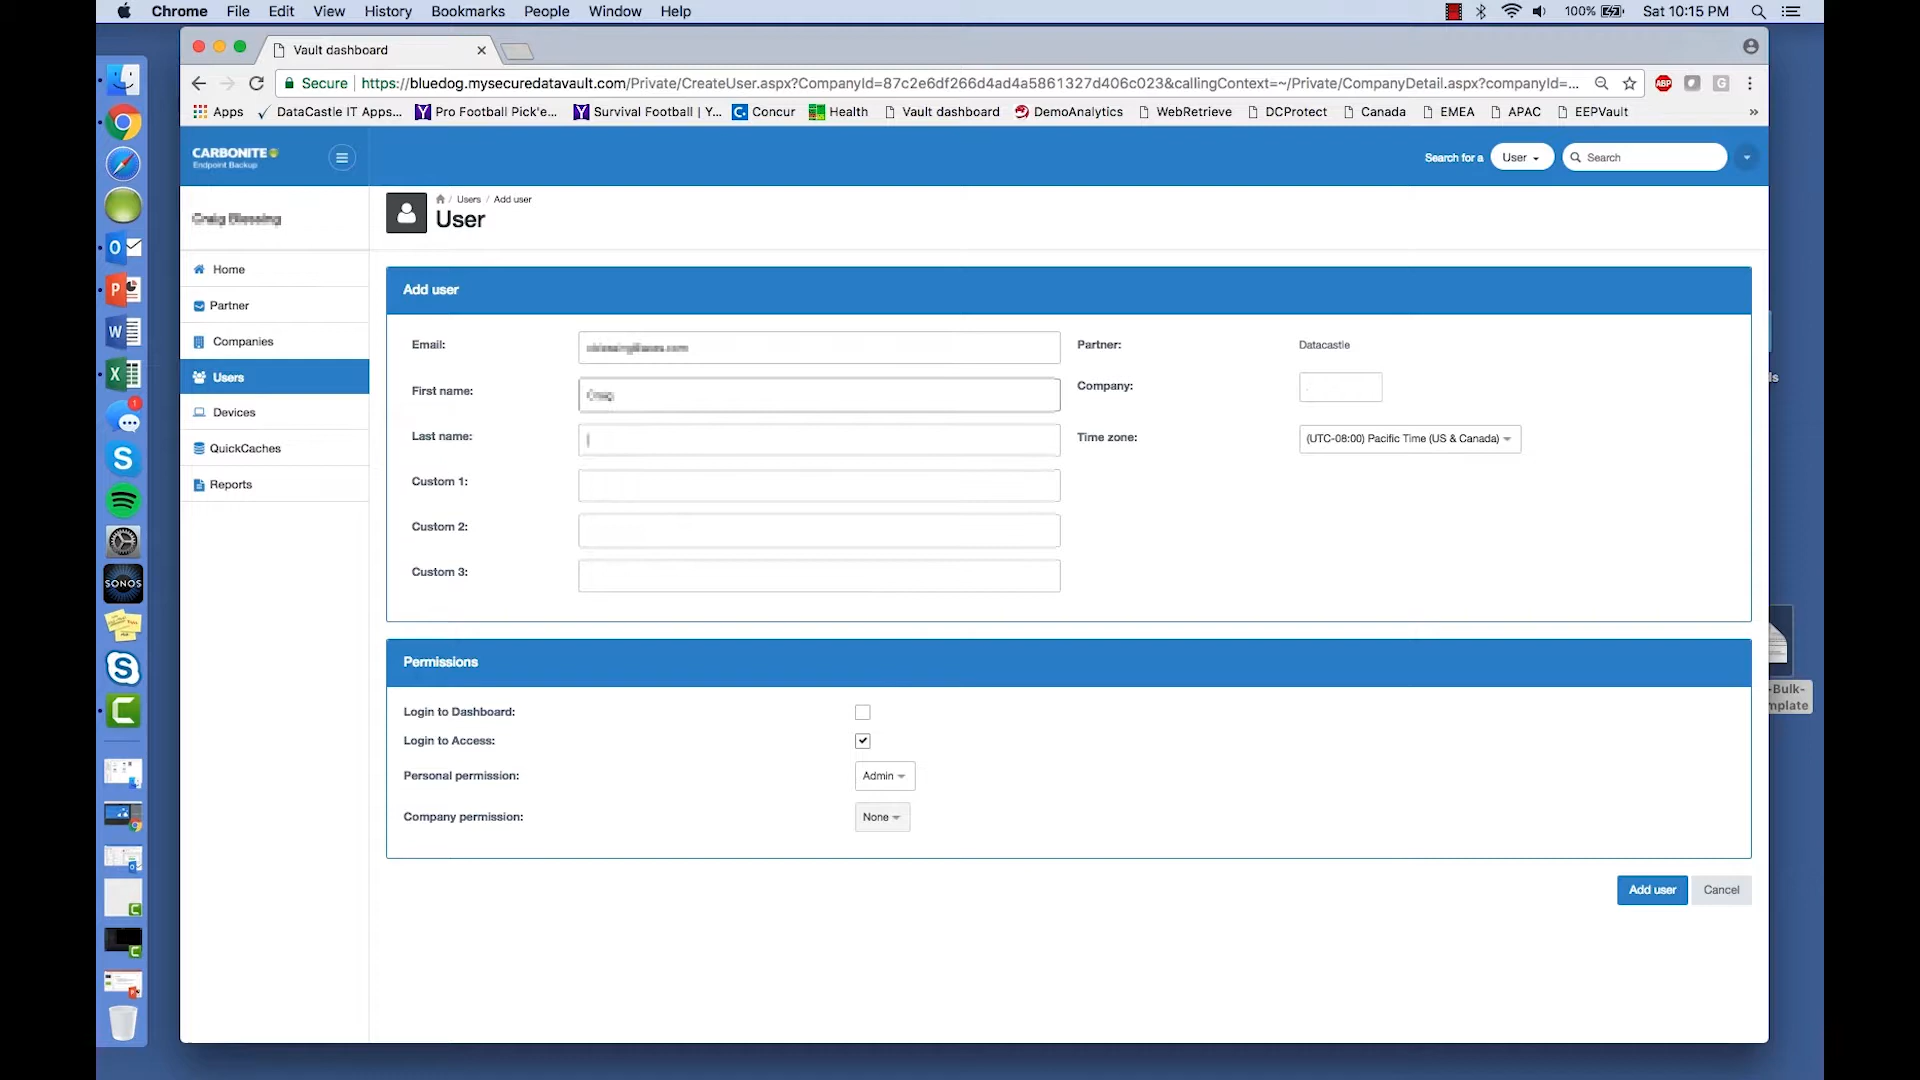 Chrome File Edit View History Bookmarks People Window Help 100% Sat 10:15 PM
Vault dashboard
Secure https://bluedog.mysecuredatavault.com/Private/CreateUser.aspx?CompanyId=87c2e6df266d4ad4a5861327d406c023&callingContext=~/Private/CompanyDetail.aspx?companyId=... ABP G
Apps DataCastle IT Apps... Pro Football Pick'e... Survival Football | Y... Concur Health Vault dashboard DemoAnalytics WebRetrieve DCProtect Canada EMEA APAC EEPVault »
CARBONITE
Endpoint Backup
Search for a User Search
/ Users / Add user
User
Craig Blessing
Home
Partner
Companies
Users
Devices
QuickCaches
Reports
Add user
Email: Partner: Datacastle
First name: Craig Company:
Last name: Time zone: (UTC-08:00) Pacific Time (US & Canada)
Custom 1:
Custom 2:
Custom 3:
Permissions
Login to Dashboard:
Login to Access:
Personal permission: Admin
Company permission: None
Add user Cancel
SONOS
ls
-Bulk-
mplate